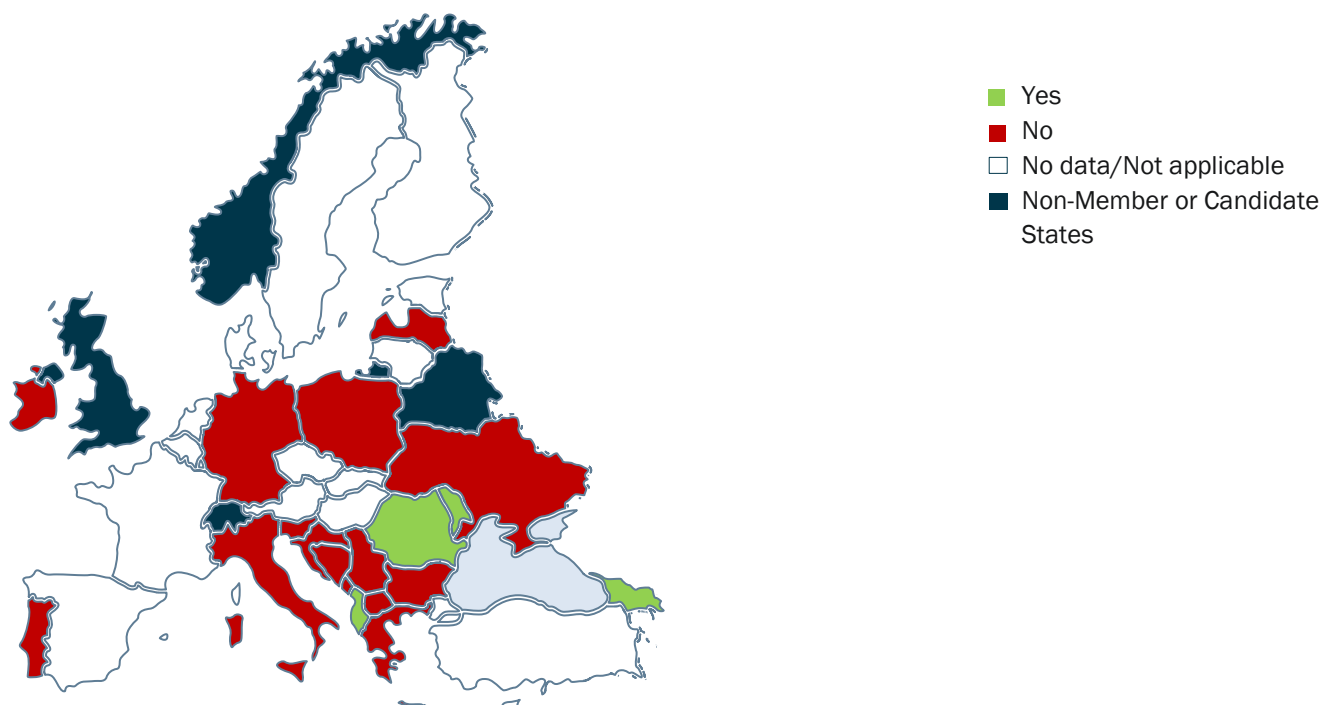 Yes
No
No data/Not applicable
Non-Member or Candidate
States